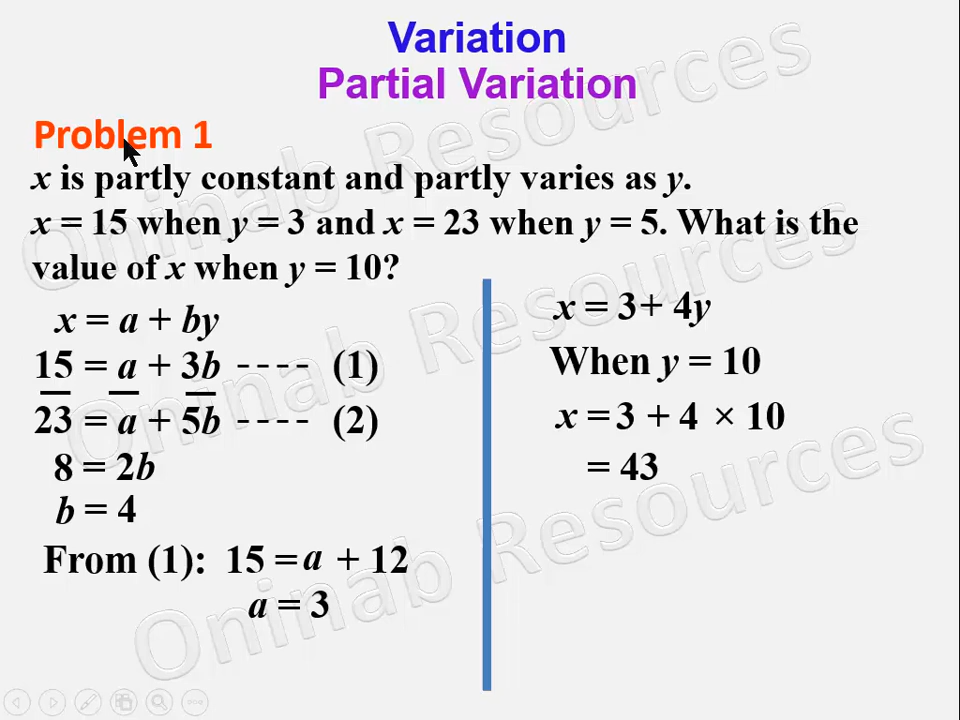 Variation
Partial Variation
Problem 1
x is partly constant and partly varies as y.
x = 15 when y = 3 and x = 23 when y = 5. What is the
value of x when y = 10?
x = a + by
15 = a + 3b ---- (1)
23 = a + 5b ---- (2)
8 = 2b
b = 4
From (1): 15 = a + 12
a = 3
x = 3 + 4y
When y = 10
x = 3 + 4 × 10
= 43
Oninab Resources
Oninab Resources
Oninab Resources